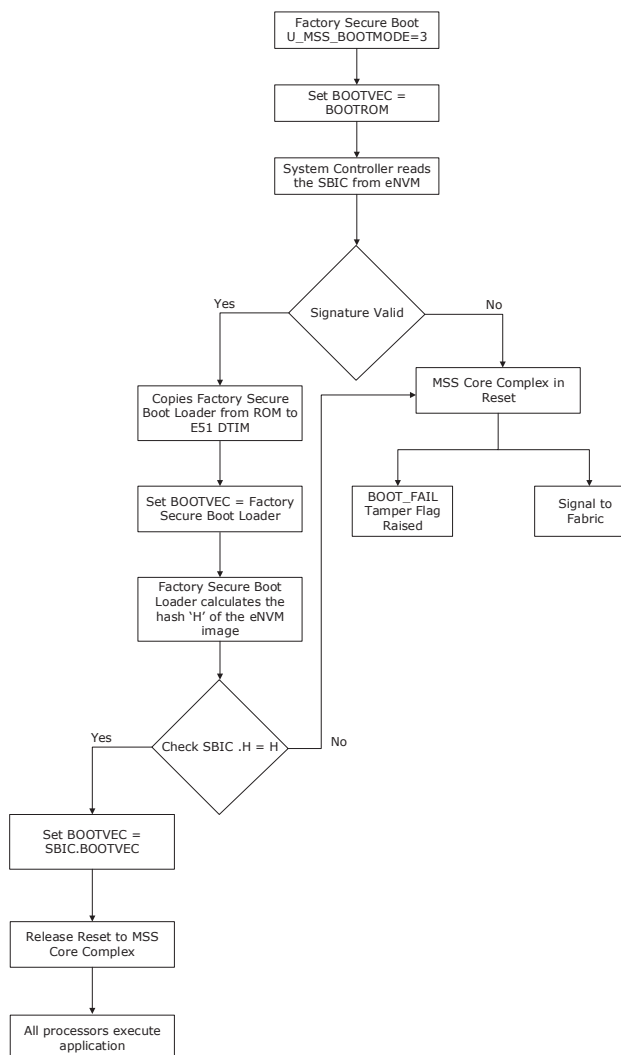 Factory Secure Boot
U_MSS_BOOTMODE=3
Set BOOTVEC =
BOOTROM
System Controller reads
the SBIC from eNVM
Signature Valid
Yes
No
Copies Factory Secure
Boot Loader from ROM to
E51 DTIM
MSS Core Complex in
Reset
Set BOOTVEC = Factory
Secure Boot Loader
BOOT_FAIL
Tamper Flag
Raised
Signal to
Fabric
Factory Secure Boot
Loader calculates the
hash ‘H’ of the eNVM
image
Check SBIC .H = H
Yes
No
Set BOOTVEC =
SBIC.BOOTVEC
Release Reset to MSS
Core Complex
All processors execute
application